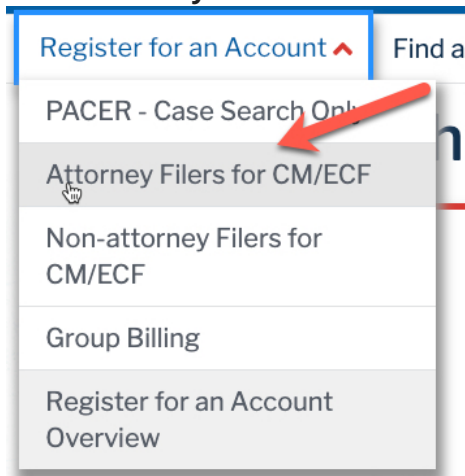 Register for an Account Find a
PACER - Case Search Only
Attorney Filers for CM/ECF
Non-attorney Filers for
CM/ECF
Group Billing
Register for an Account
Overview